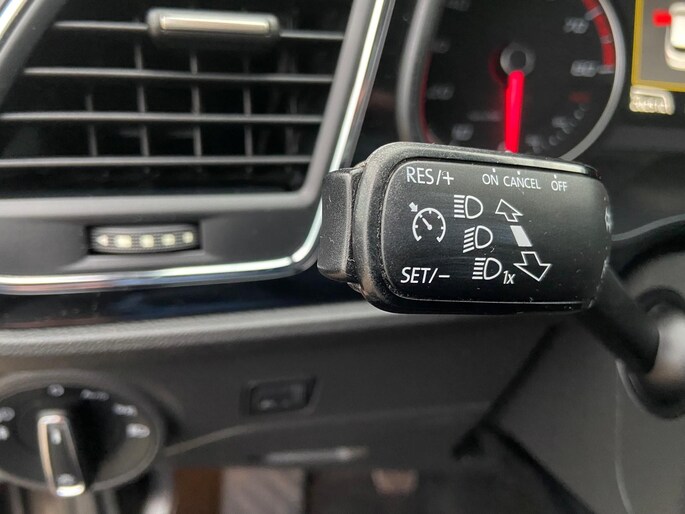 RES/+ ON CANCEL OFF
1x
SET/–